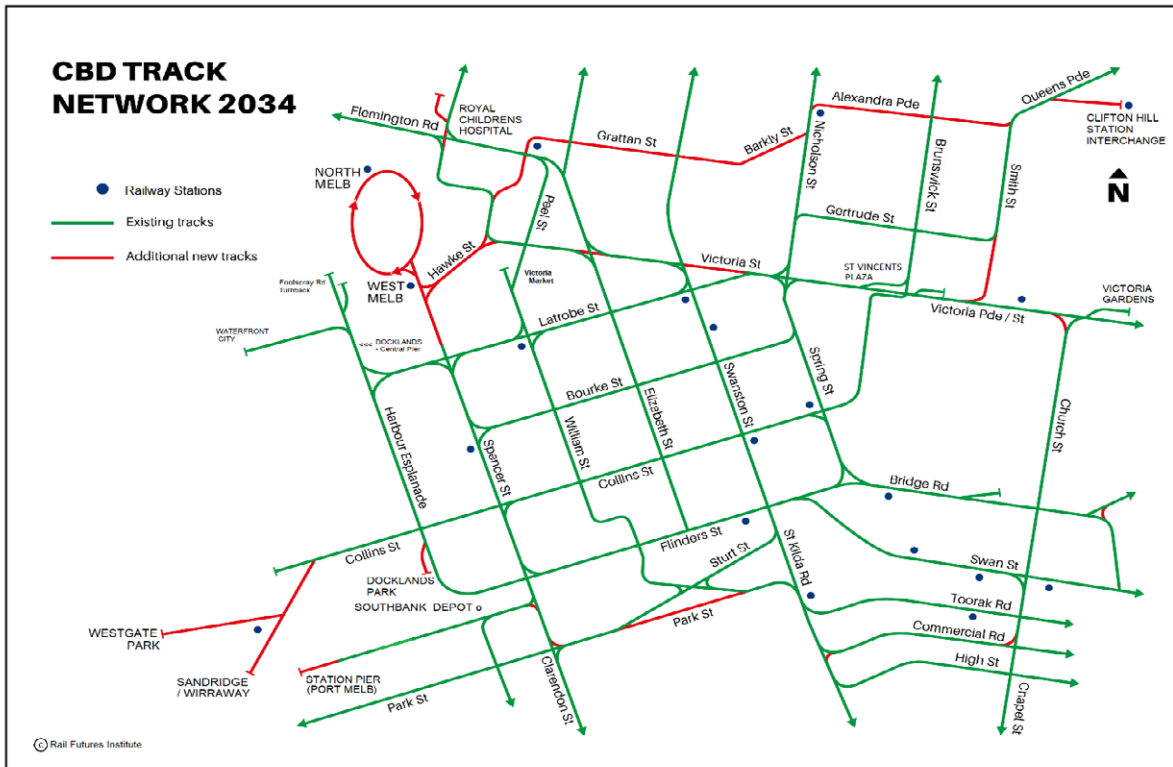 CBD TRACK
NETWORK 2034
Railway Stations
Existing tracks
Additional new tracks
Flemington Rd
ROYAL
CHILDRENS
HOSPITAL
Grattan St
Barkly St
Nicholson St
Alexandra Pde
Queens Pde
CLIFTON HILL
STATION
INTERCHANGE
N
Brunswick St
Smith St
Gertrude St
NORTH
MELB
Peel St
Hawke St
WEST
MELB
Victoria
Market
Victoria St
ST VINCENTS
PLAZA
Victoria Pde / St
VICTORIA
GARDENS
Footscray Rd
Turnback
WATERFRONT
CITY
<<< DOCKLANDS
- Central Pier
Latrobe St
Bourke St
Spring St
Swanston St
Elizabeth St
William St
Collins St
Spencer St
Harbour Esplanade
Church St
Bridge Rd
Flinders St
Collins St
Sturt St
St Kilda Rd
Swan St
DOCKLANDS
PARK
SOUTHBANK DEPOT
Toorak Rd
Park St
Commercial Rd
High St
WESTGATE
PARK
SANDRIDGE
/ WIRRAWAY
STATION PIER
(PORT MELB)
Park St
Clarendon St
Chapel St
© Rail Futures Institute